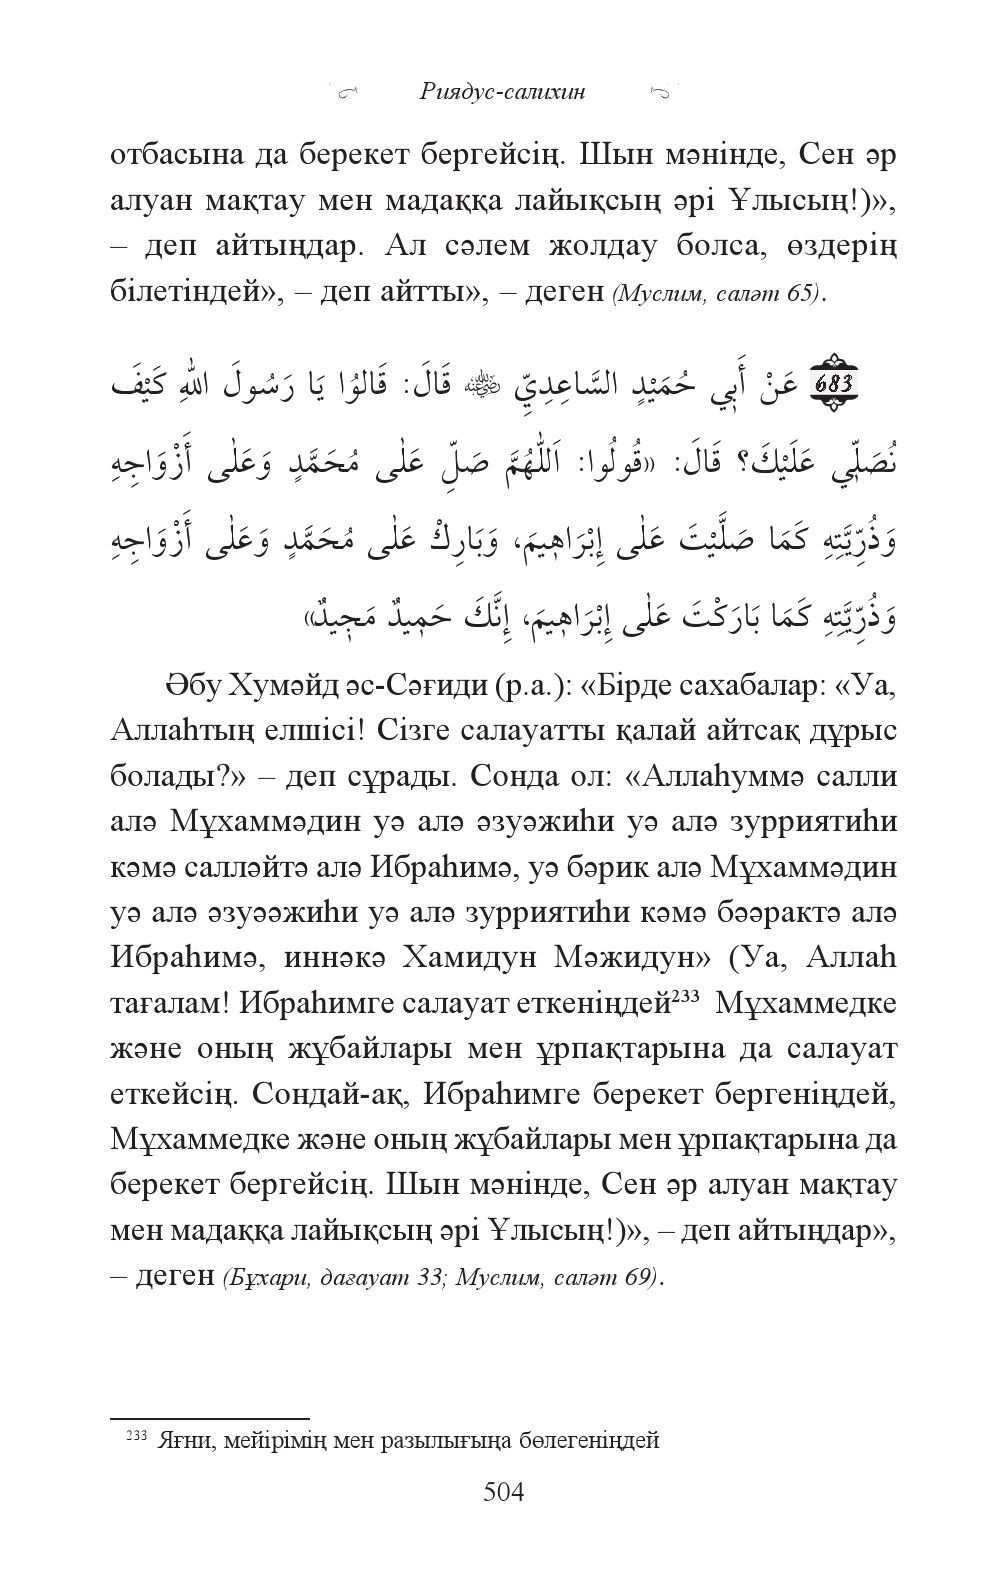 Риядус-салихин
отбасына да берекет бергейсің. Шын мәнінде, Сен әр
алуан мақтау мен мадаққа лайықсың әрі Ұлысың!)»,
– деп айтыңдар. Ал сәлем жолдау болса, өздерің
білетіндей», – деп айтты», – деген (Муслим, саләт 65).
683 عَنْ أَبِي حُمَيْدٍ السَّاعِدِيِّ ﷺ قَالَ: قَالُوا يَا رَسُولَ اللهِ كَيْفَ
نُصَلِّي عَلَيْكَ؟ قَالَ: «قُولُوا: اَللّٰهُمَّ صَلِّ عَلٰى مُحَمَّدٍ وَعَلٰى أَزْوَاجِهِ
وَذُرِّيَّتِهِ كَمَا صَلَّيْتَ عَلٰى إِبْرَاهِيمَ، وَبَارِكْ عَلٰى مُحَمَّدٍ وَعَلٰى أَزْوَاجِهِ
وَذُرِّيَّتِهِ كَمَا بَارَكْتَ عَلٰى إِبْرَاهِيمَ، إِنَّكَ حَمِيدٌ مَجِيدٌ»
Әбу Хумәйд әс-Сәғиди (р.а.): «Бірде сахабалар: «Уа,
Аллаһтың елшісі! Сізге салауатты қалай айтсақ дұрыс
болады?» – деп сұрады. Сонда ол: «Аллаһуммә салли
алә Мұхаммәдин уә алә әзуәжиһи уә алә зурриятиһи
кәмә салләйтә алә Ибраһимә, уә бәрик алә Мұхаммәдин
уә алә әзуәәжиһи уә алә зурриятиһи кәмә бәәрактә алә
Ибраһимә, иннәкә Хамидун Мәжидун» (Уа, Аллаһ
тағалам! Ибраһимге салауат еткеніңдей²³³ Мұхаммедке
және оның жұбайлары мен ұрпақтарына да салауат
еткейсің. Сондай-ақ, Ибраһимге берекет бергеніңдей,
Мұхаммедке және оның жұбайлары мен ұрпақтарына да
берекет бергейсің. Шын мәнінде, Сен әр алуан мақтау
мен мадаққа лайықсың әрі Ұлысың!)», – деп айтыңдар»,
– деген (Бұхари, дағауат 33; Муслим, саләт 69).
²³³ Яғни, мейірімің мен разылығыңа бөлегеніңдей
504